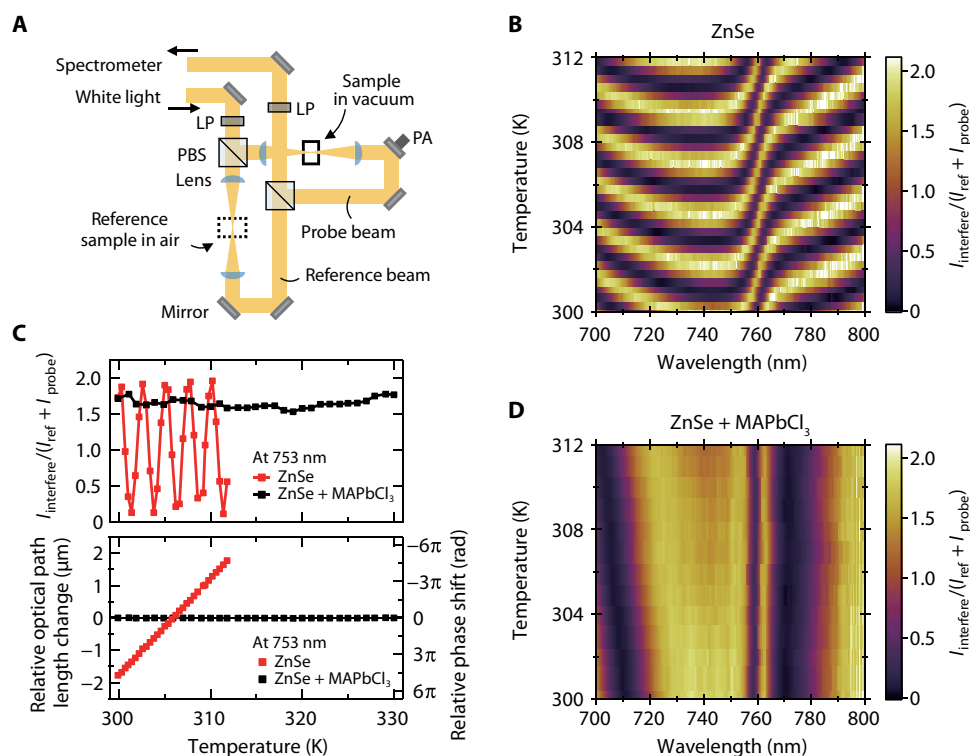 A
Spectrometer
White light
LP
LP
Sample
in vacuum
PA
PBS
Lens
Reference
sample in air
Probe beam
Reference beam
Mirror
B
ZnSe
312
308
304
300
Temperature (K)
700
720
740
760
780
800
Wavelength (nm)
2.0
1.5
1.0
0.5
0
I_interfere/(I_ref + I_probe)
C
I_interfere/(I_ref + I_probe)
2.0
1.5
1.0
0.5
0
At 753 nm
ZnSe
ZnSe + MAPbCl₃
Relative optical path
length change (μm)
2
1
0
−1
−2
At 753 nm
ZnSe
ZnSe + MAPbCl₃
−6π
−3π
0
3π
6π
Relative phase shift (rad)
300
310
320
330
Temperature (K)
D
ZnSe + MAPbCl₃
312
308
304
300
Temperature (K)
700
720
740
760
780
800
Wavelength (nm)
2.0
1.5
1.0
0.5
0
I_interfere/(I_ref + I_probe)